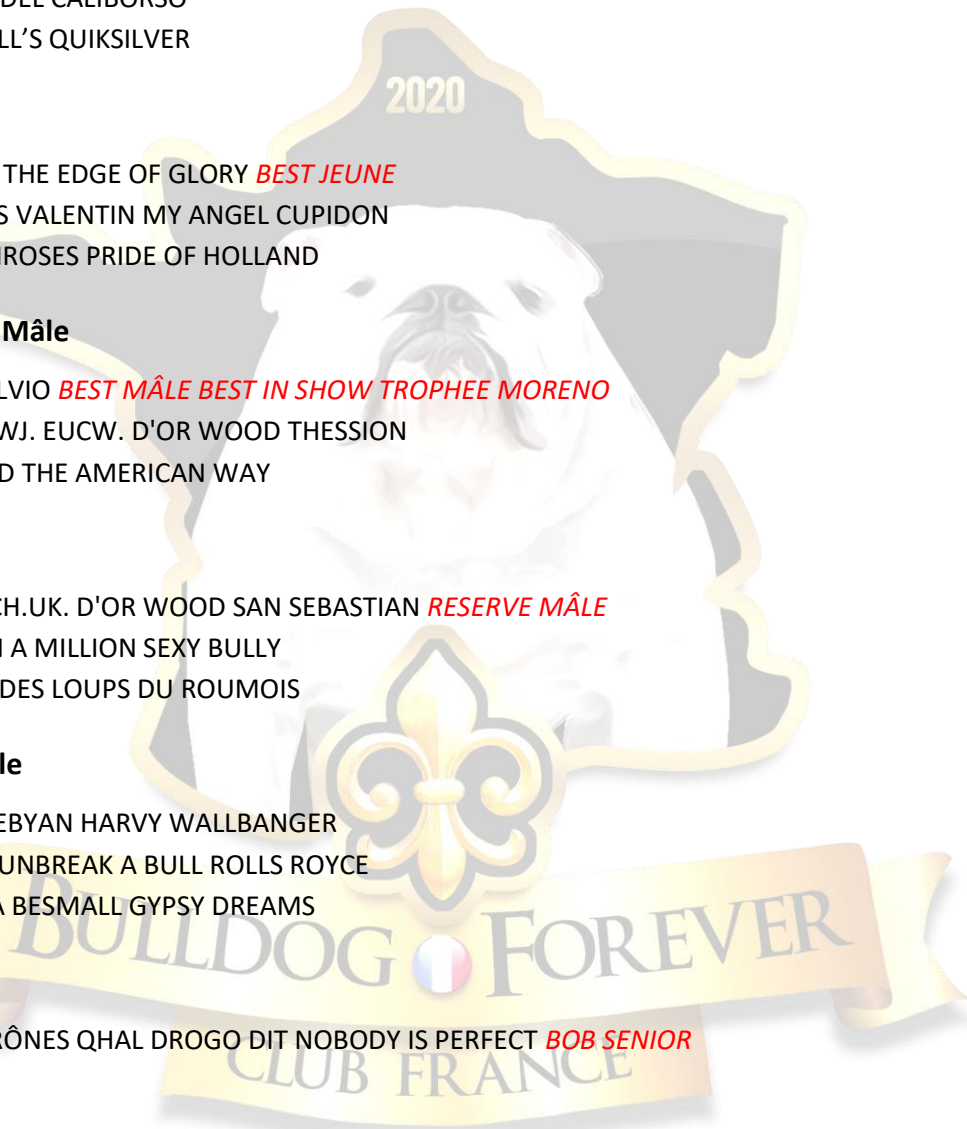 DEL CALIBORSO
LL'S QUIKSILVER
2020
THE EDGE OF GLORY BEST JEUNE
S VALENTIN MY ANGEL CUPIDON
ROSES PRIDE OF HOLLAND
Mâle
LVIO BEST MÂLE BEST IN SHOW TROPHEE MORENO
WJ. EUCW. D'OR WOOD THESSION
D THE AMERICAN WAY
CH.UK. D'OR WOOD SAN SEBASTIAN RESERVE MÂLE
A MILLION SEXY BULLY
DES LOUPS DU ROUMOIS
le
EBYAN HARVY WALLBANGER
UNBREAK A BULL ROLLS ROYCE
A BESMALL GYPSY DREAMS
BULLDOG FOREVER
RÔNES QHAL DROGO DIT NOBODY IS PERFECT BOB SENIOR
CLUB FRANCE